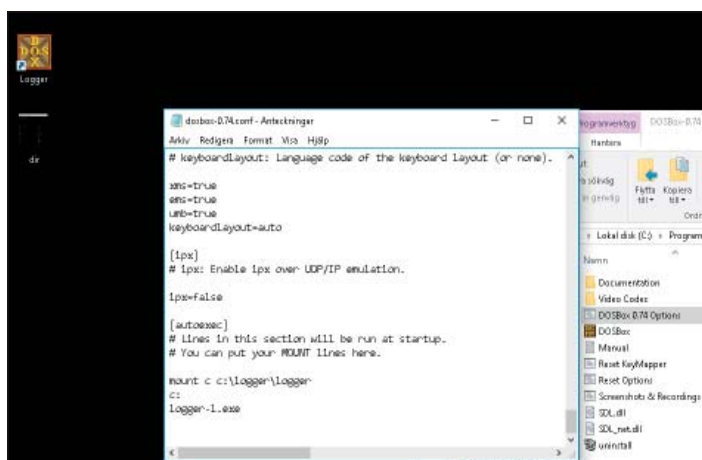 DOS
Logger
dir
dosbox-0.74.conf - Anteckningar
Arkiv Redigera Format Visa Hjälp
# keyboardlayout: Language code of the keyboard layout (or none).
xms=true
ems=true
umb=true
keyboardlayout=auto
[ipx]
# ipx: Enable ipx over UDP/IP emulation.
ipx=false
[autoexec]
# Lines in this section will be run at startup.
# You can put your MOUNT lines here.
mount c c:\logger\logger
c:
logger-1.exe
rogramverktyg DOSBox-0.74
Hantera
Flytta Kopiera
till till
Ordn
Lokal disk (C:) Program
Namn
Documentation
Video Codec
DOSBox 0.74 Options
DOSBox
Manual
Reset KeyMapper
Reset Options
Screenshots & Recordings
SDL.dll
SDL_net.dll
uninstall